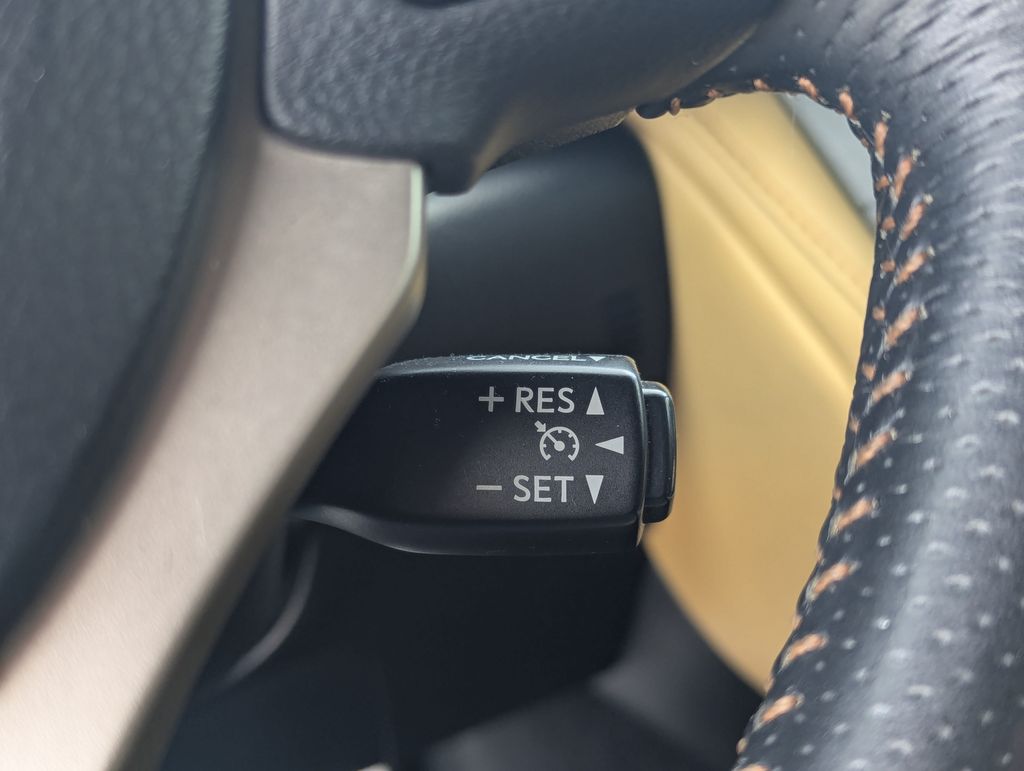 CANCEL▼
+ RES ▲
◀
− SET ▼